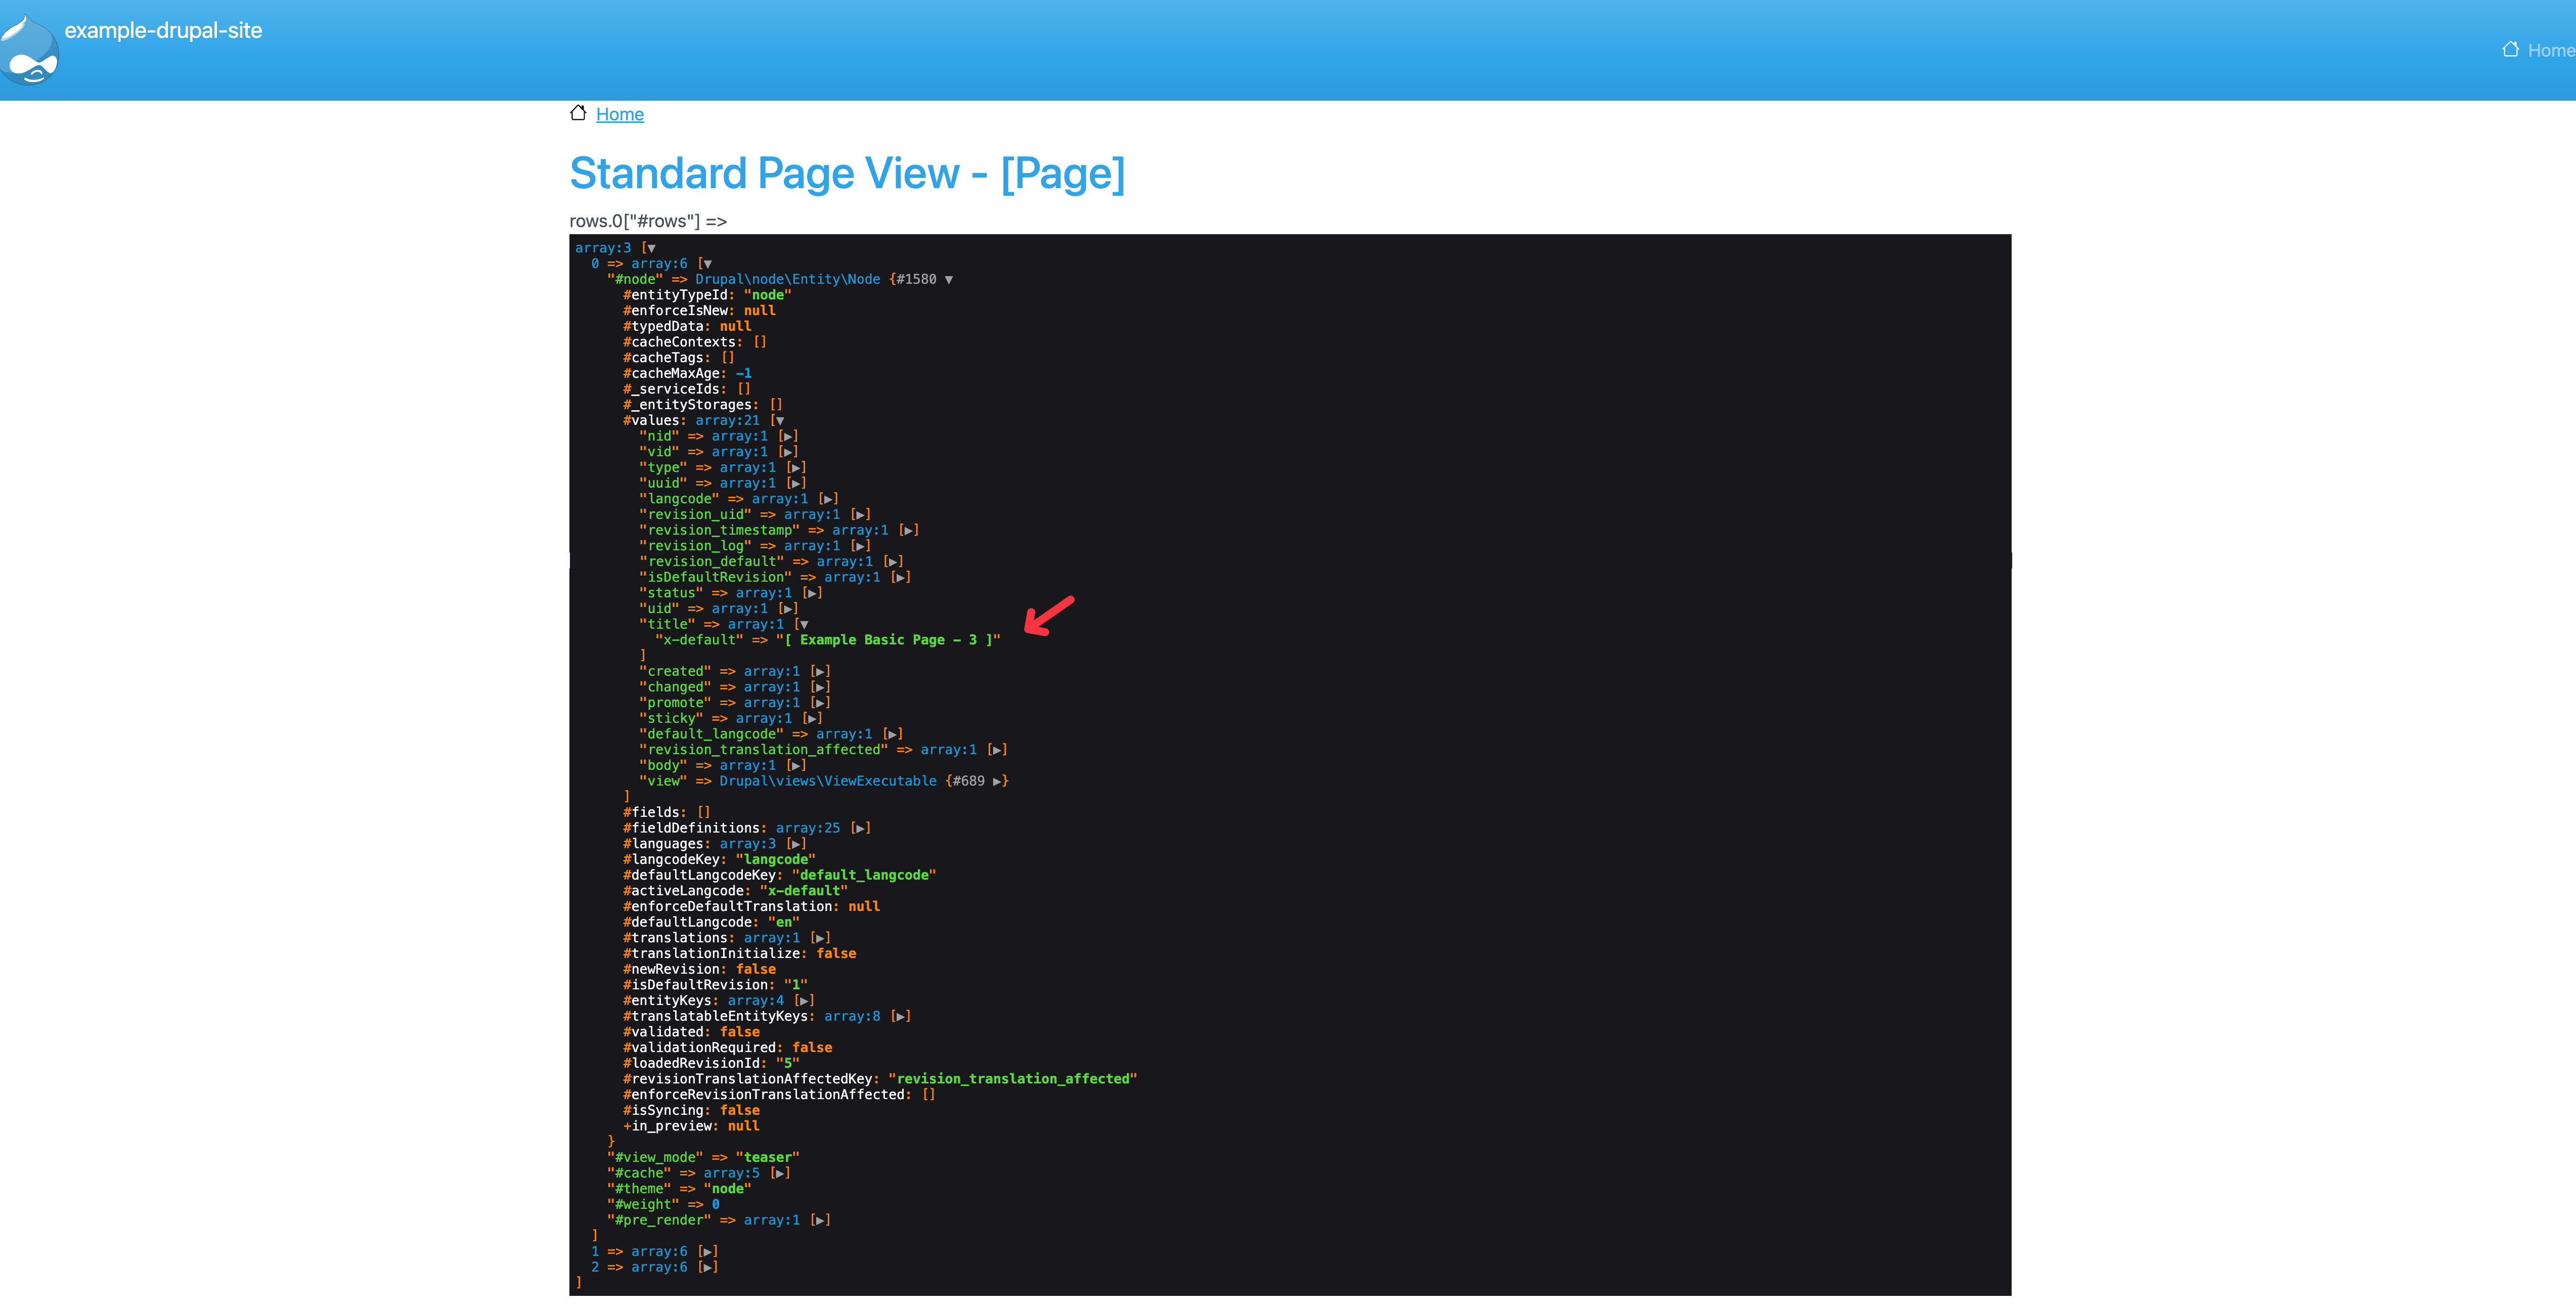 example-drupal-site
Home
Home
Standard Page View - [Page]
rows.0["#rows"] =>
array:3 [▼
  0 => array:6 [▼
    "#node" => Drupal\node\Entity\Node {#1580 ▼
      #entityTypeId: "node"
      #enforceIsNew: null
      #typedData: null
      #cacheContexts: []
      #cacheTags: []
      #cacheMaxAge: -1
      #_serviceIds: []
      #_entityStorages: []
      #values: array:21 [▼
        "nid" => array:1 [▶]
        "vid" => array:1 [▶]
        "type" => array:1 [▶]
        "uuid" => array:1 [▶]
        "langcode" => array:1 [▶]
        "revision_uid" => array:1 [▶]
        "revision_timestamp" => array:1 [▶]
        "revision_log" => array:1 [▶]
        "revision_default" => array:1 [▶]
        "isDefaultRevision" => array:1 [▶]
        "status" => array:1 [▶]
        "uid" => array:1 [▶]
        "title" => array:1 [▼
          "x-default" => "[ Example Basic Page - 3 ]"
        ]
        "created" => array:1 [▶]
        "changed" => array:1 [▶]
        "promote" => array:1 [▶]
        "sticky" => array:1 [▶]
        "default_langcode" => array:1 [▶]
        "revision_translation_affected" => array:1 [▶]
        "body" => array:1 [▶]
        "view" => Drupal\views\ViewExecutable {#689 ▶}
      ]
      #fields: []
      #fieldDefinitions: array:25 [▶]
      #languages: array:3 [▶]
      #langcodeKey: "langcode"
      #defaultLangcodeKey: "default_langcode"
      #activeLangcode: "x-default"
      #enforceDefaultTranslation: null
      #defaultLangcode: "en"
      #translations: array:1 [▶]
      #translationInitialize: false
      #newRevision: false
      #isDefaultRevision: "1"
      #entityKeys: array:4 [▶]
      #translatableEntityKeys: array:8 [▶]
      #validated: false
      #validationRequired: false
      #loadedRevisionId: "5"
      #revisionTranslationAffectedKey: "revision_translation_affected"
      #enforceRevisionTranslationAffected: []
      #isSyncing: false
      +in_preview: null
    }
    "#view_mode" => "teaser"
    "#cache" => array:5 [▶]
    "#theme" => "node"
    "#weight" => 0
    "#pre_render" => array:1 [▶]
  ]
  1 => array:6 [▶]
  2 => array:6 [▶]
]